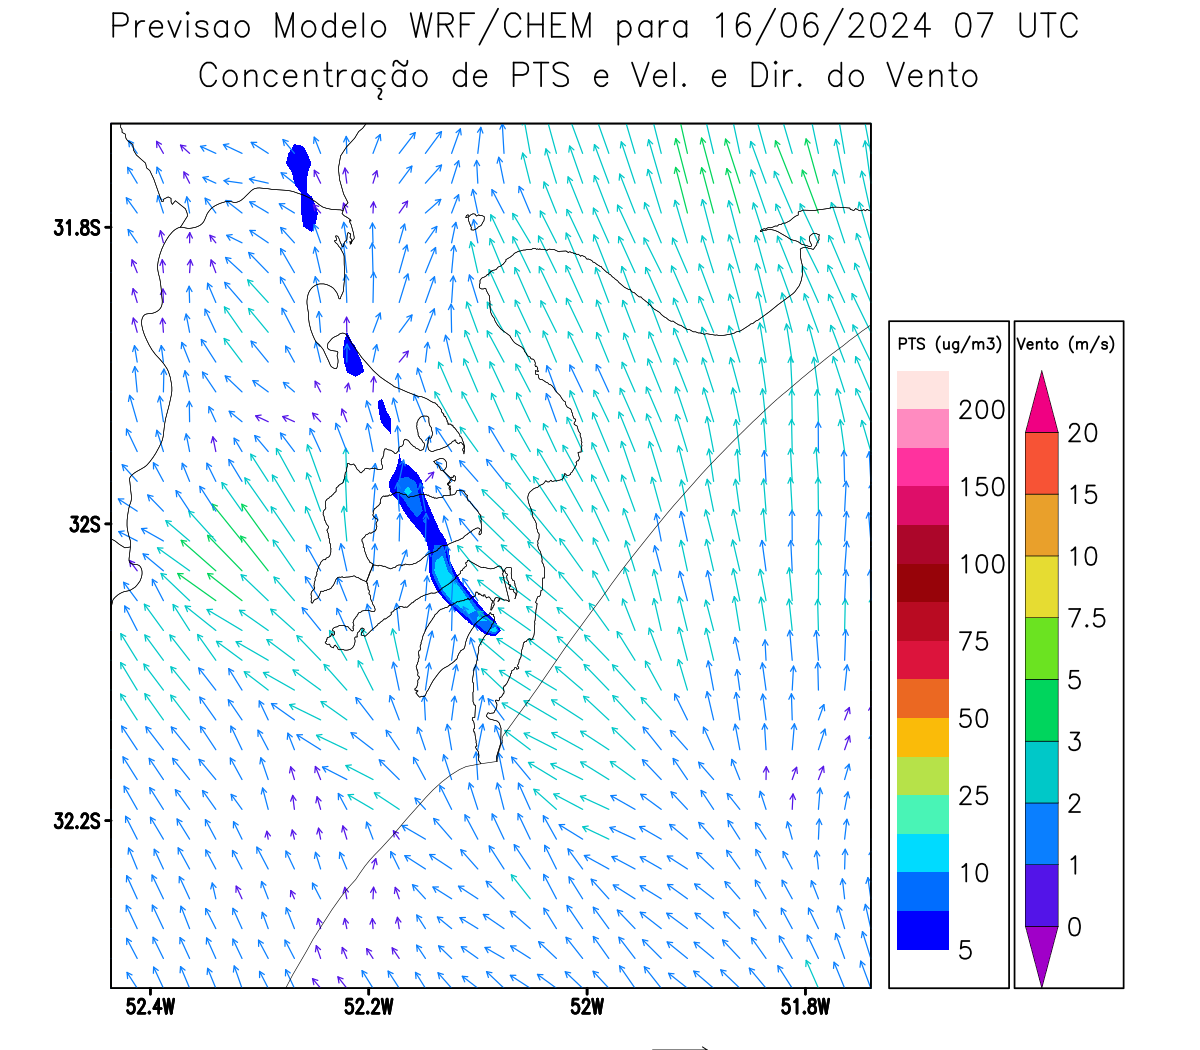 Previsao Modelo WRF/CHEM para 16/06/2024 07 UTC
Concentração de PTS e Vel. e Dir. do Vento
31.8S
32S
32.2S
52.4W 52.2W 52W 51.8W
PTS (ug/m3)
200
150
100
75
50
25
10
5
Vento (m/s)
20
15
10
7.5
5
3
2
1
0